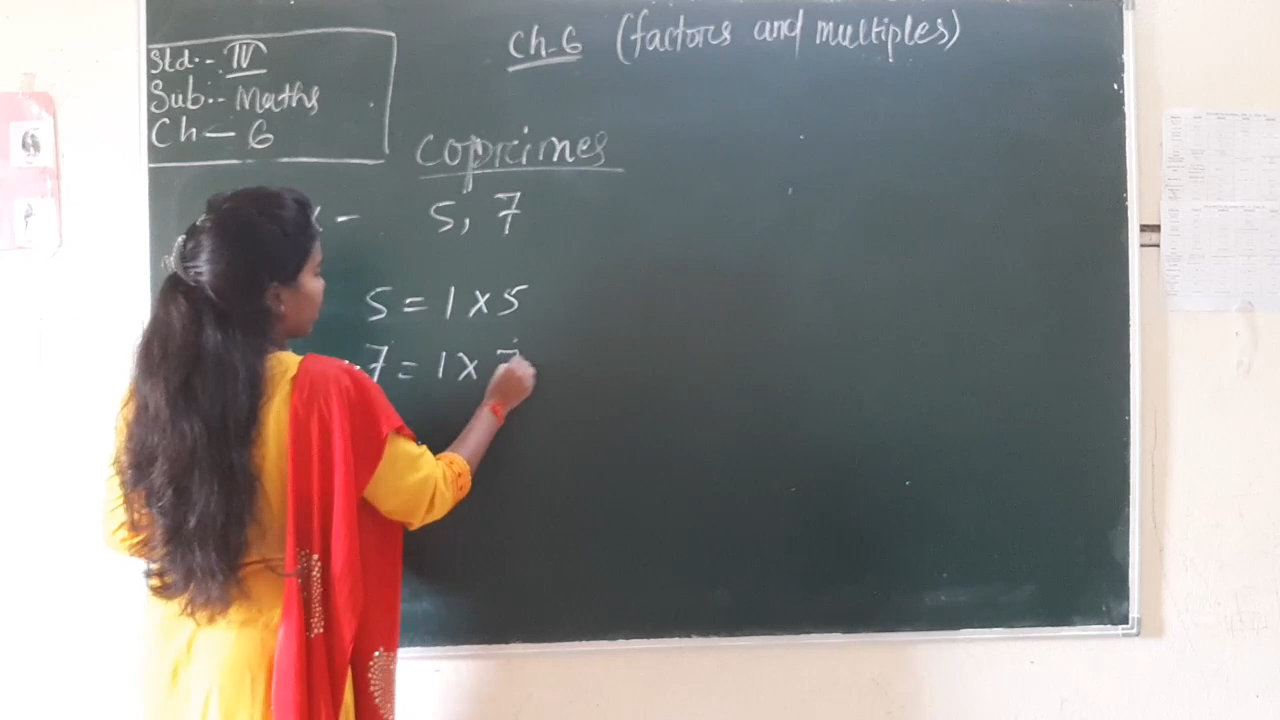 Ch-6 (factors and multiples)
Std.- IV
Sub:- Maths
Ch - 6
Coprimes
x - 5, 7
5 = 1 x 5
7 = 1 x 7